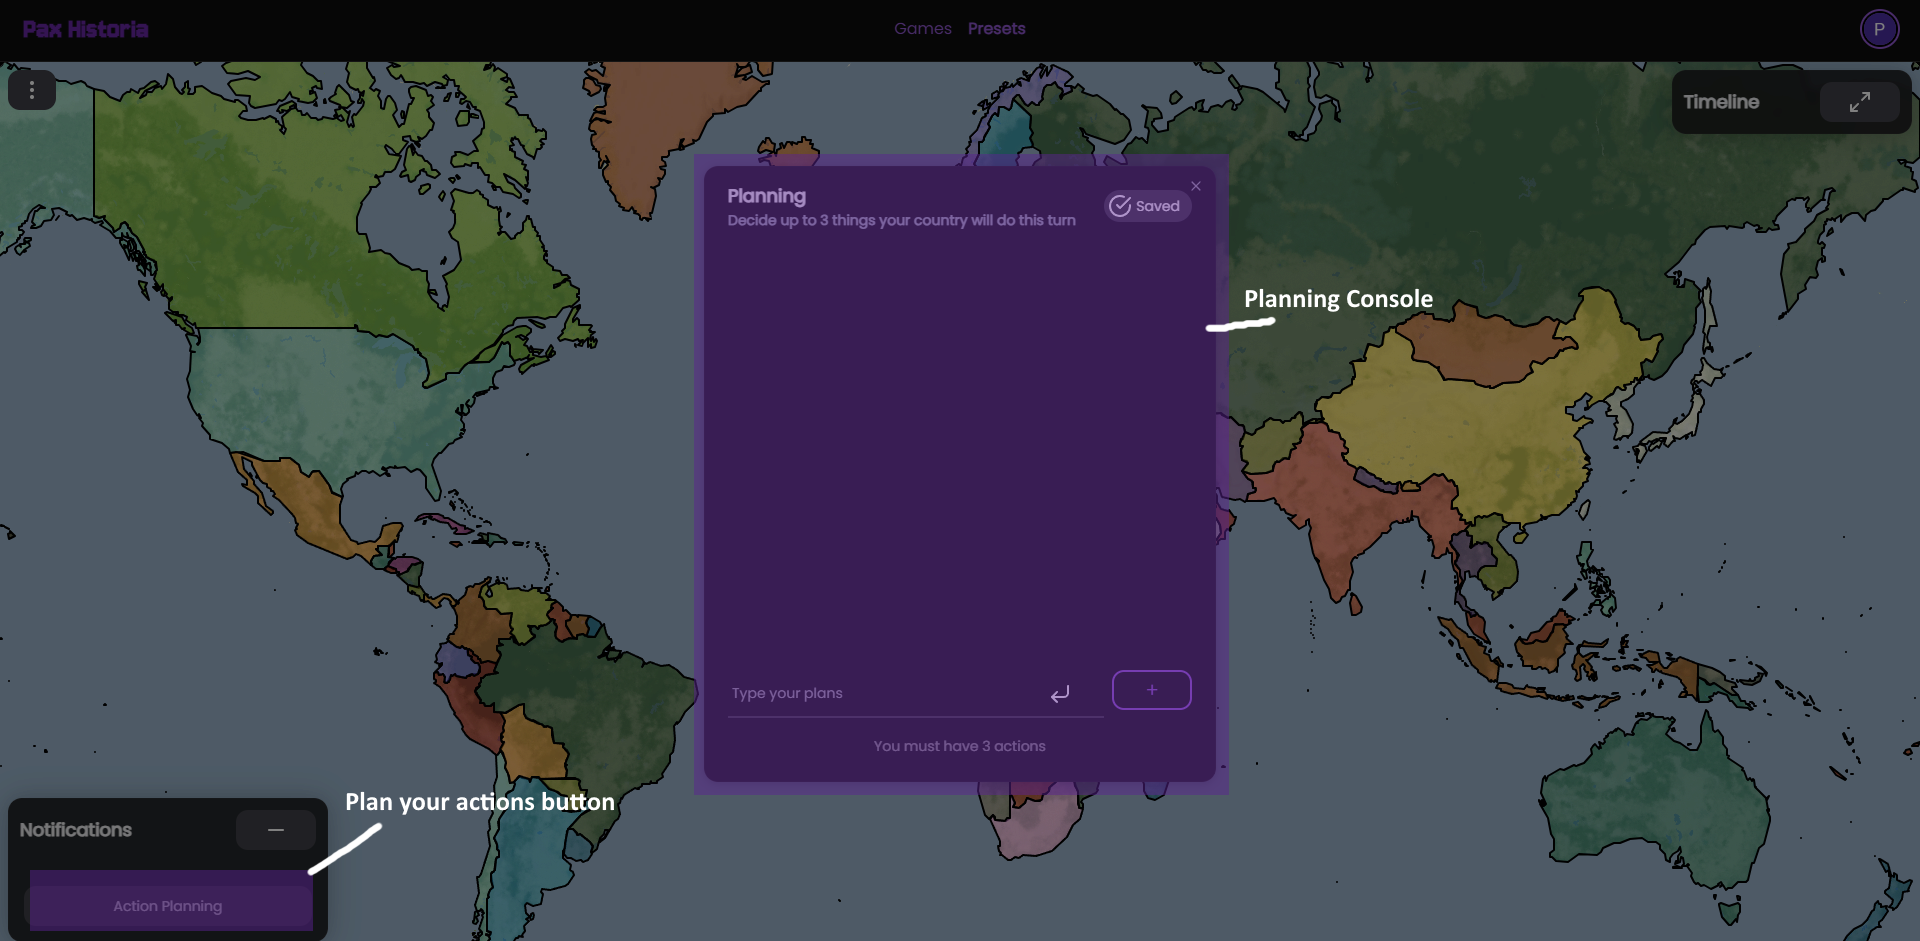 Pax Historia
Games Presets
P
Timeline
Planning
Saved
Decide up to 3 things your country will do this turn
Planning Console
Type your plans
+
You must have 3 actions
Plan your actions button
Notifications
Action Planning